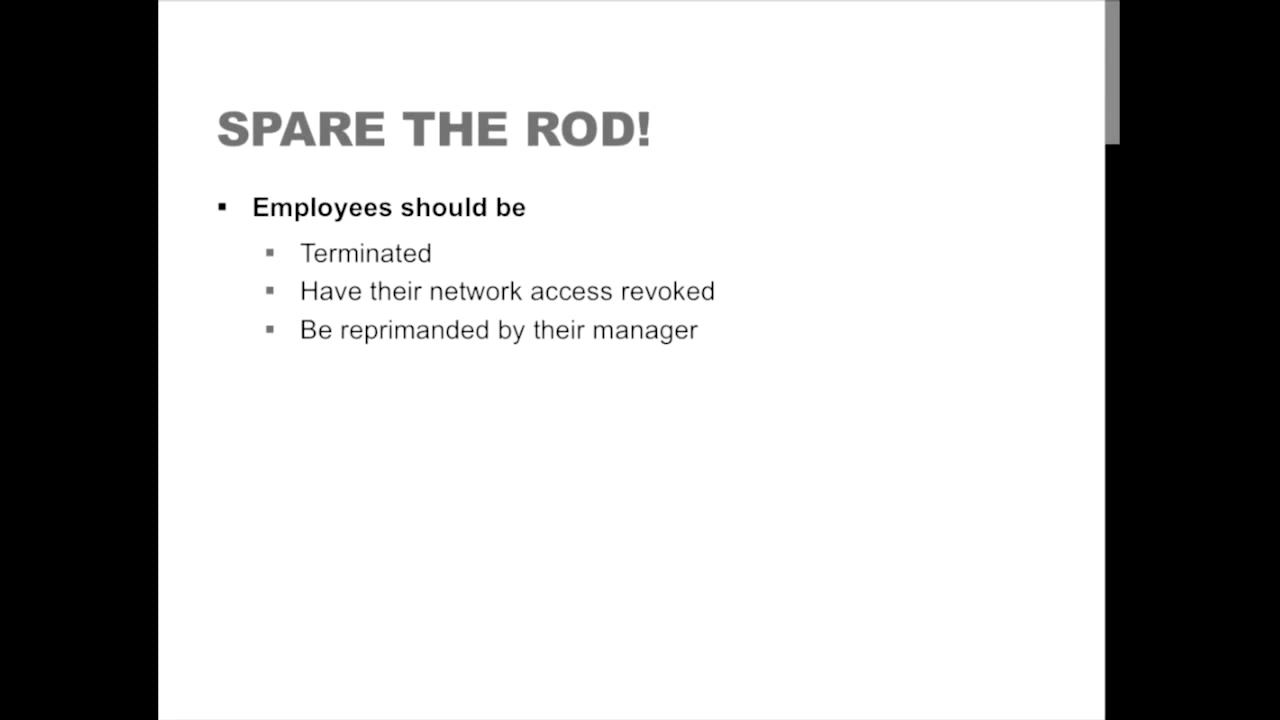 SPARE THE ROD!
▪ Employees should be
▪ Terminated
▪ Have their network access revoked
▪ Be reprimanded by their manager